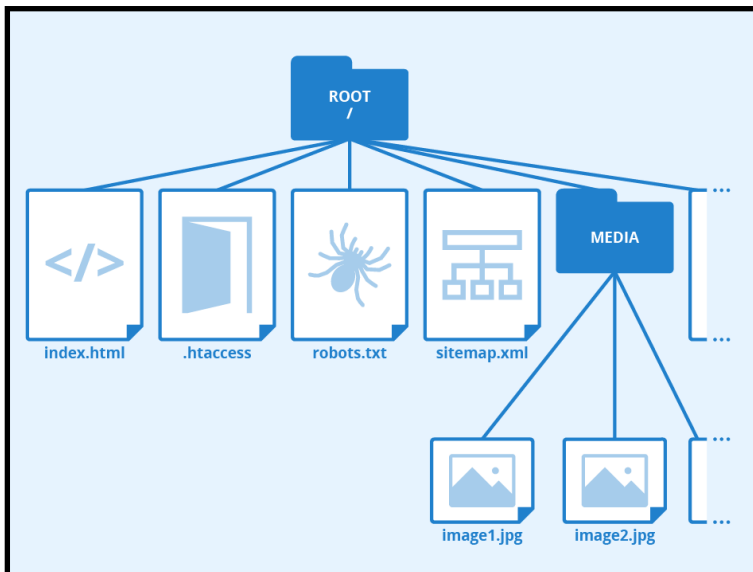 ROOT
/
</>
MEDIA
...
...
index.html
.htaccess
robots.txt
sitemap.xml
...
...
image1.jpg
image2.jpg